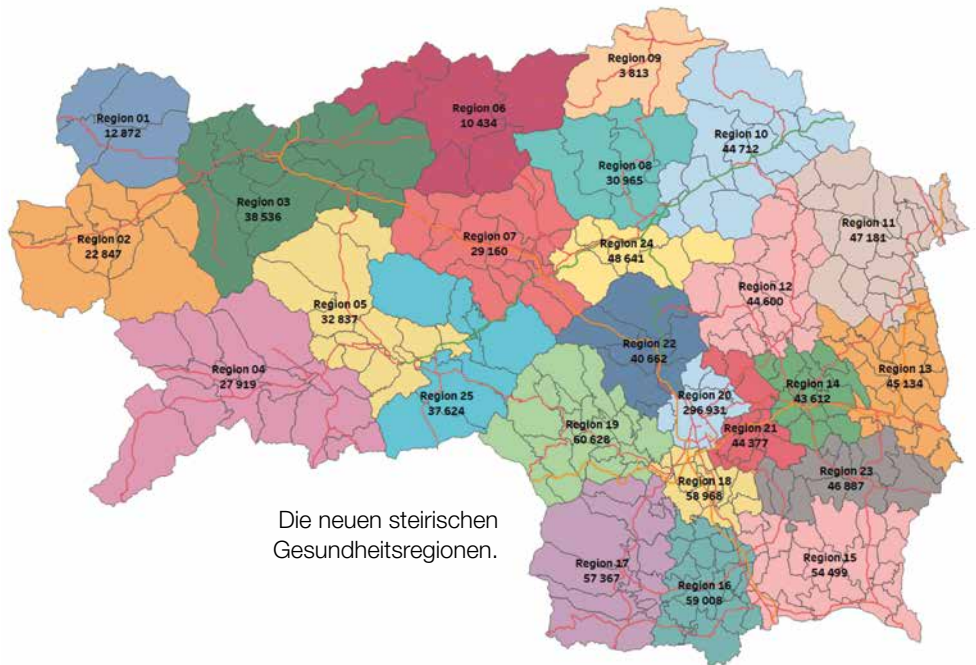 Region 09
3 813
Region 06
10 434
Region 01
12 872
Region 10
44 712
Region 08
30 965
Region 03
38 536
Region 11
47 181
Region 02
22 847
Region 07
29 160
Region 24
48 641
Region 12
44 600
Region 05
32 837
Region 22
40 662
Region 13
45 134
Region 04
27 919
Region 14
43 612
Region 25
37 624
Region 20
296 931
Region 19
60 628
Region 21
44 377
Region 23
46 887
Region 18
58 968
Die neuen steirischen
Gesundheitsregionen.
Region 15
54 499
Region 17
57 367
Region 16
59 008